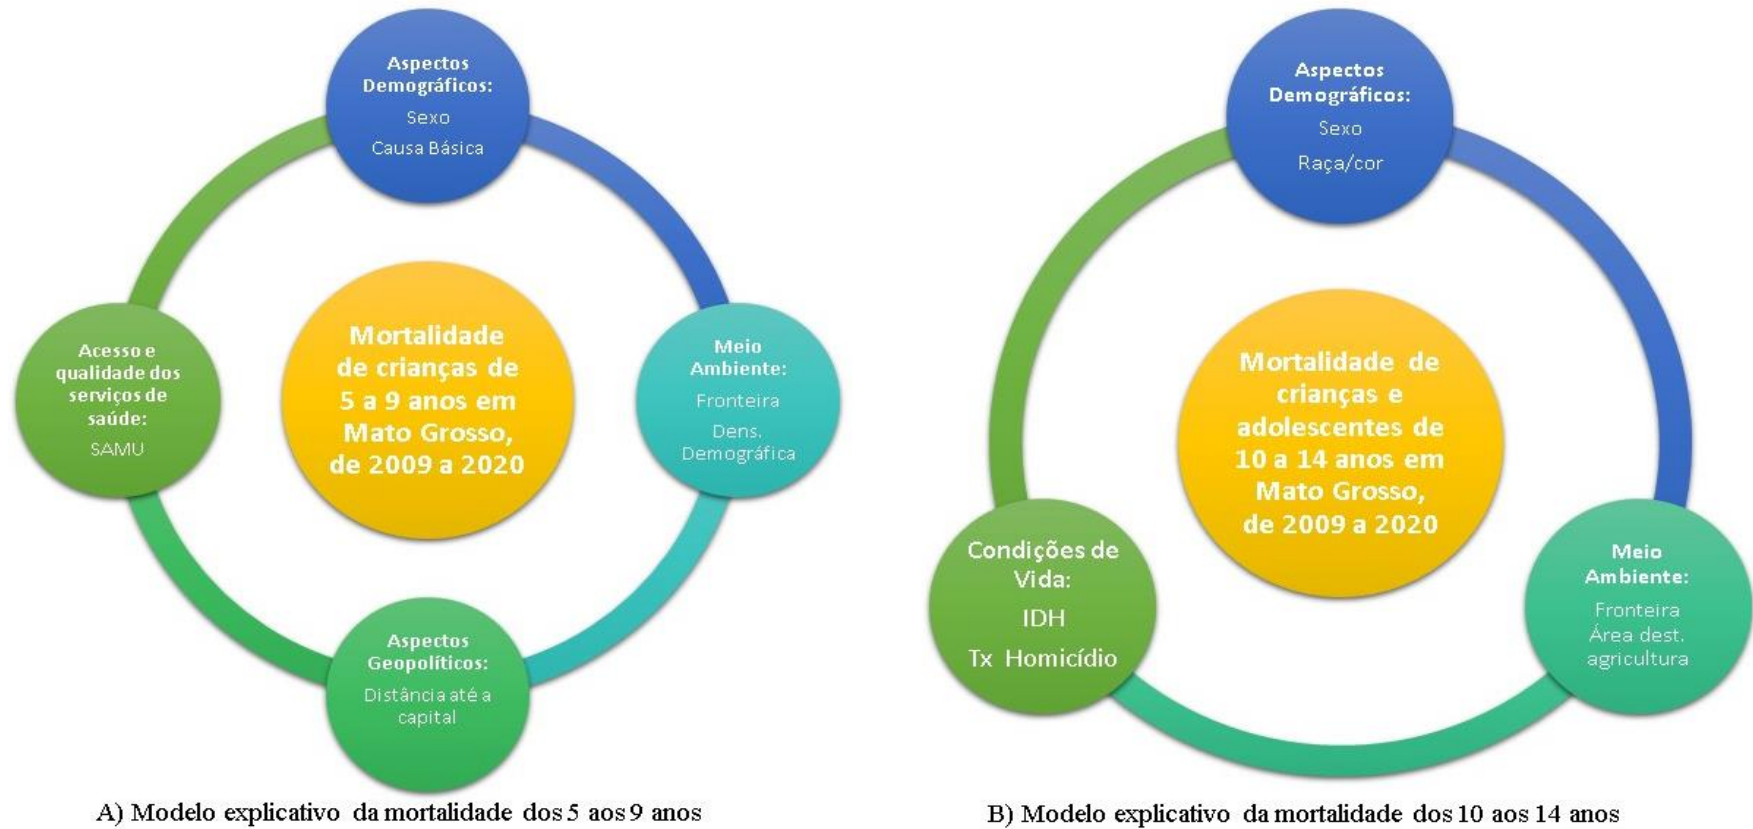 Aspectos
Demográficos:
Sexo
Causa Básica
Meio
Ambiente:
Fronteira
Dens.
Demográfica
Aspectos
Geopolíticos:
Distância até a
capital
Acesso e
qualidade dos
serviços de
saúde:
SAMU
Mortalidade
de crianças de
5 a 9 anos em
Mato Grosso,
de 2009 a 2020
A) Modelo explicativo da mortalidade dos 5 aos 9 anos
Aspectos
Demográficos:
Sexo
Raça/cor
Meio
Ambiente:
Fronteira
Área dest.
agricultura
Condições de
Vida:
IDH
Tx Homicídio
Mortalidade de
crianças e
adolescentes de
10 a 14 anos em
Mato Grosso,
de 2009 a 2020
B) Modelo explicativo da mortalidade dos 10 aos 14 anos